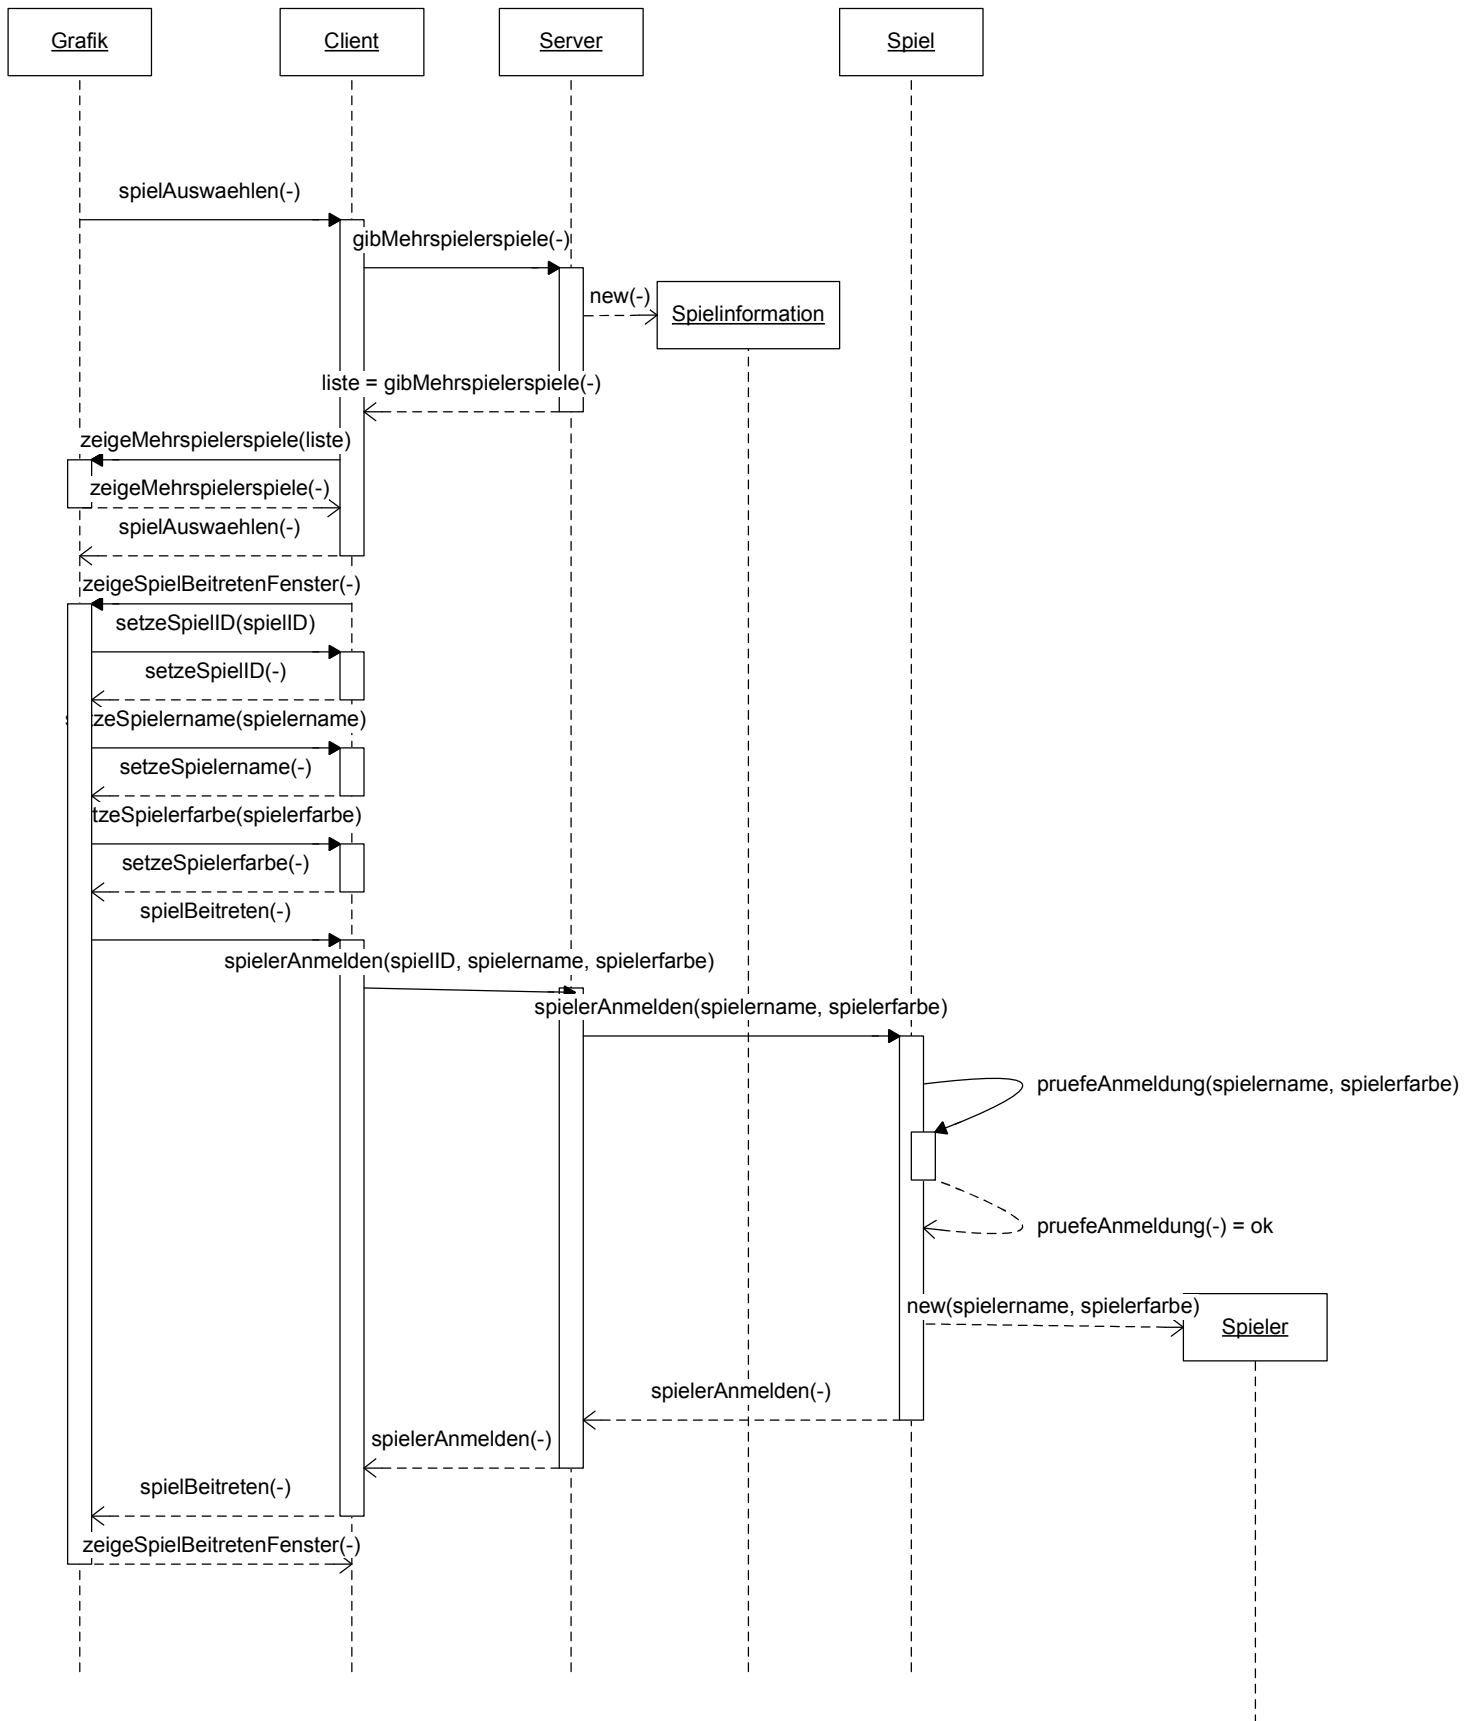 Grafik
Client
Server
Spiel
spielAuswaehlen(-)
gibMehrspielerspiele(-)
new(-)
Spielinformation
liste = gibMehrspielerspiele(-)
zeigeMehrspielerspiele(liste)
zeigeMehrspielerspiele(-)
spielAuswaehlen(-)
zeigeSpielBeitretenFenster(-)
setzeSpielID(spielID)
setzeSpielID(-)
zeSpielername(spielername)
setzeSpielername(-)
tzeSpielerfarbe(spielerfarbe)
setzeSpielerfarbe(-)
spielBeitreten(-)
spielerAnmelden(spielID, spielername, spielerfarbe)
spielerAnmelden(spielername, spielerfarbe)
pruefeAnmeldung(spielername, spielerfarbe)
pruefeAnmeldung(-) = ok
new(spielername, spielerfarbe)
Spieler
spielerAnmelden(-)
spielerAnmelden(-)
spielBeitreten(-)
zeigeSpielBeitretenFenster(-)